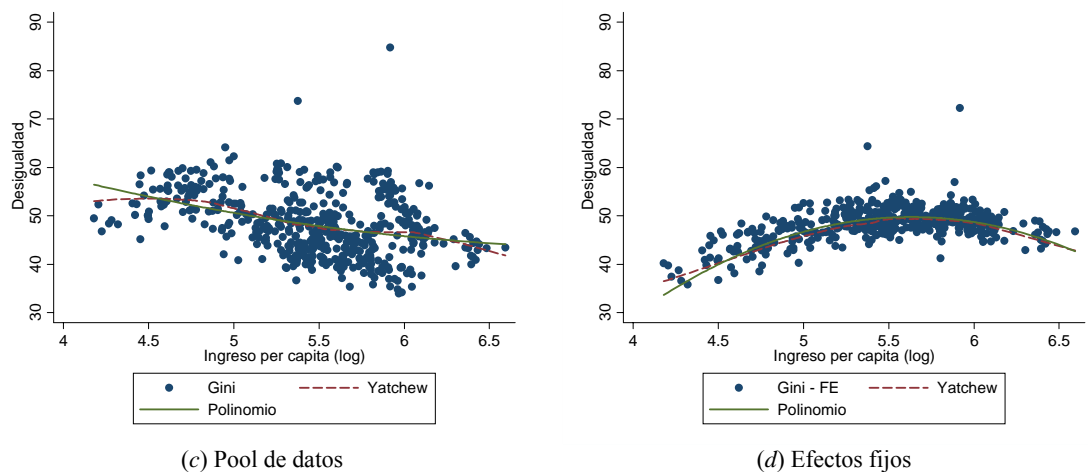 90
80
70
60
50
40
30
Desigualdad
4
4.5
5
5.5
6
6.5
Ingreso per capita (log)
Gini
Yatchew
Polinomio
(c) Pool de datos
90
80
70
60
50
40
30
Desigualdad
4
4.5
5
5.5
6
6.5
Ingreso per capita (log)
Gini - FE
Yatchew
Polinomio
(d) Efectos fijos